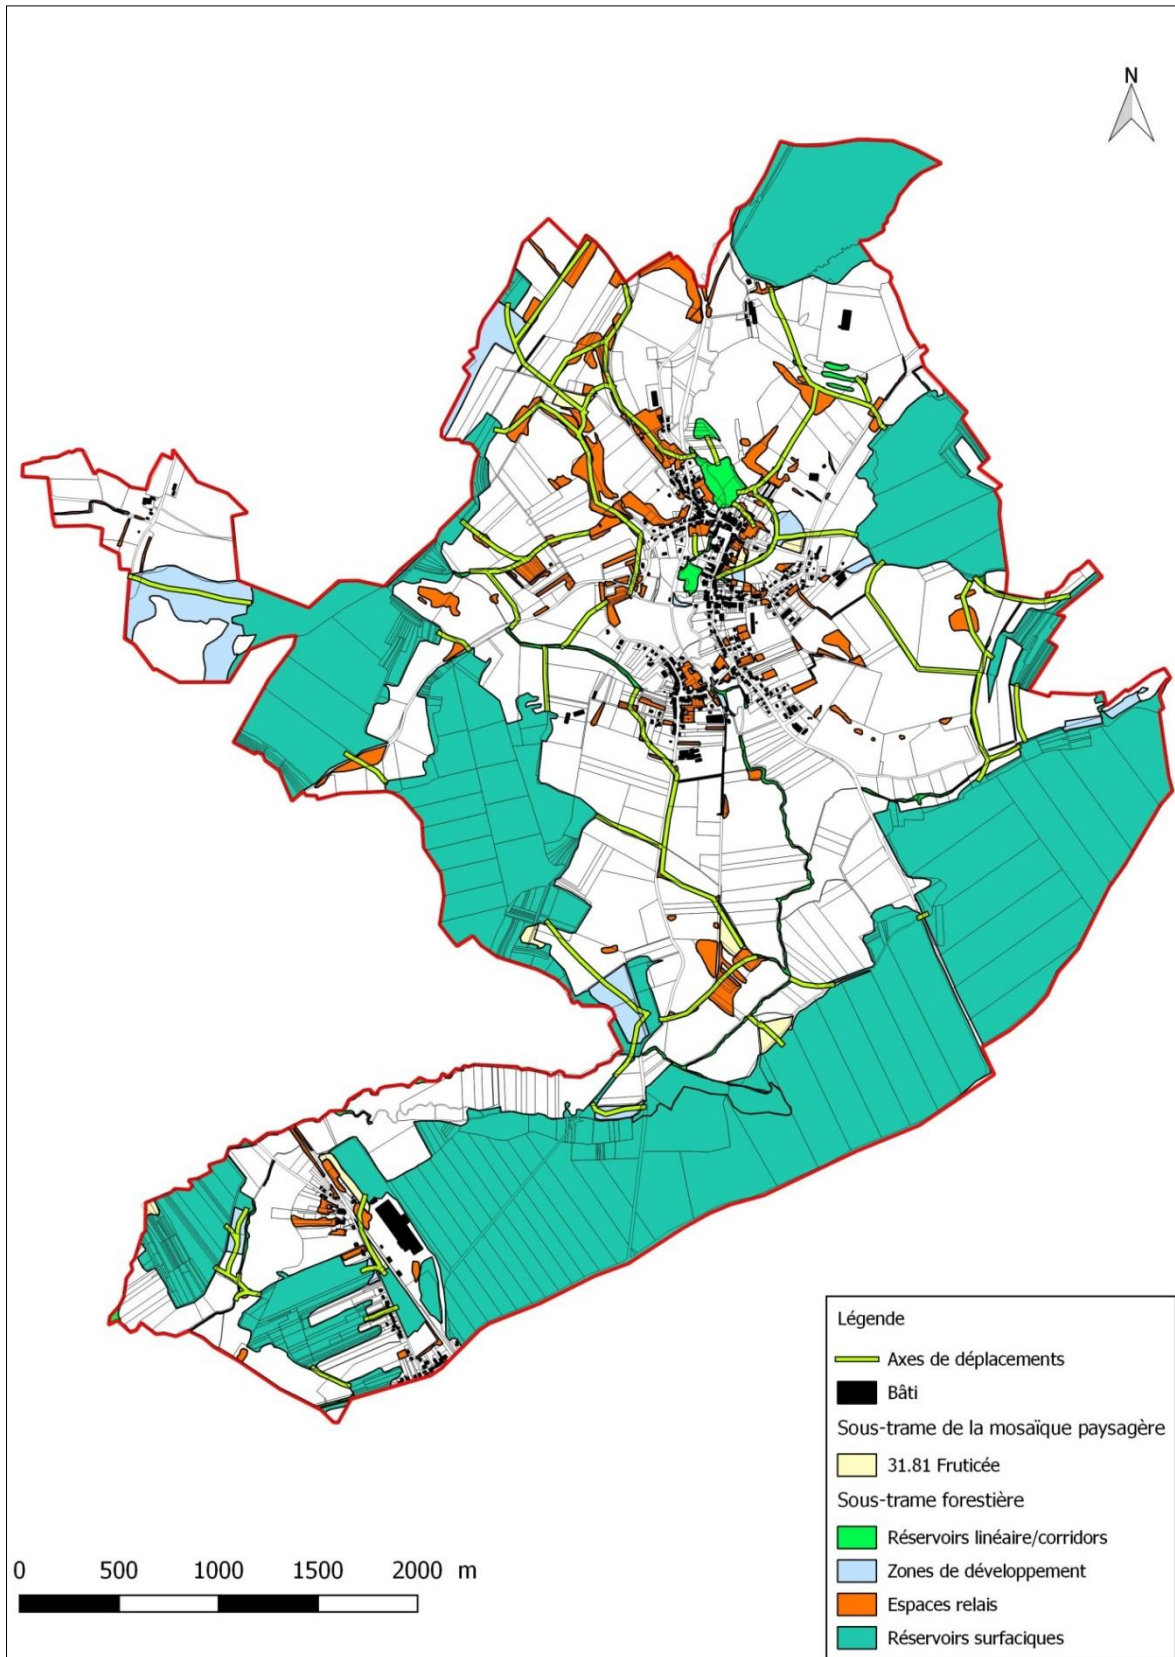 N
Légende
Axes de déplacements
Bâti
Sous-trame de la mosaïque paysagère
31.81 Fruticée
Sous-trame forestière
Réservoirs linéaire/corridors
Zones de développement
Espaces relais
Réservoirs surfaciques
0 500 1000 1500 2000 m